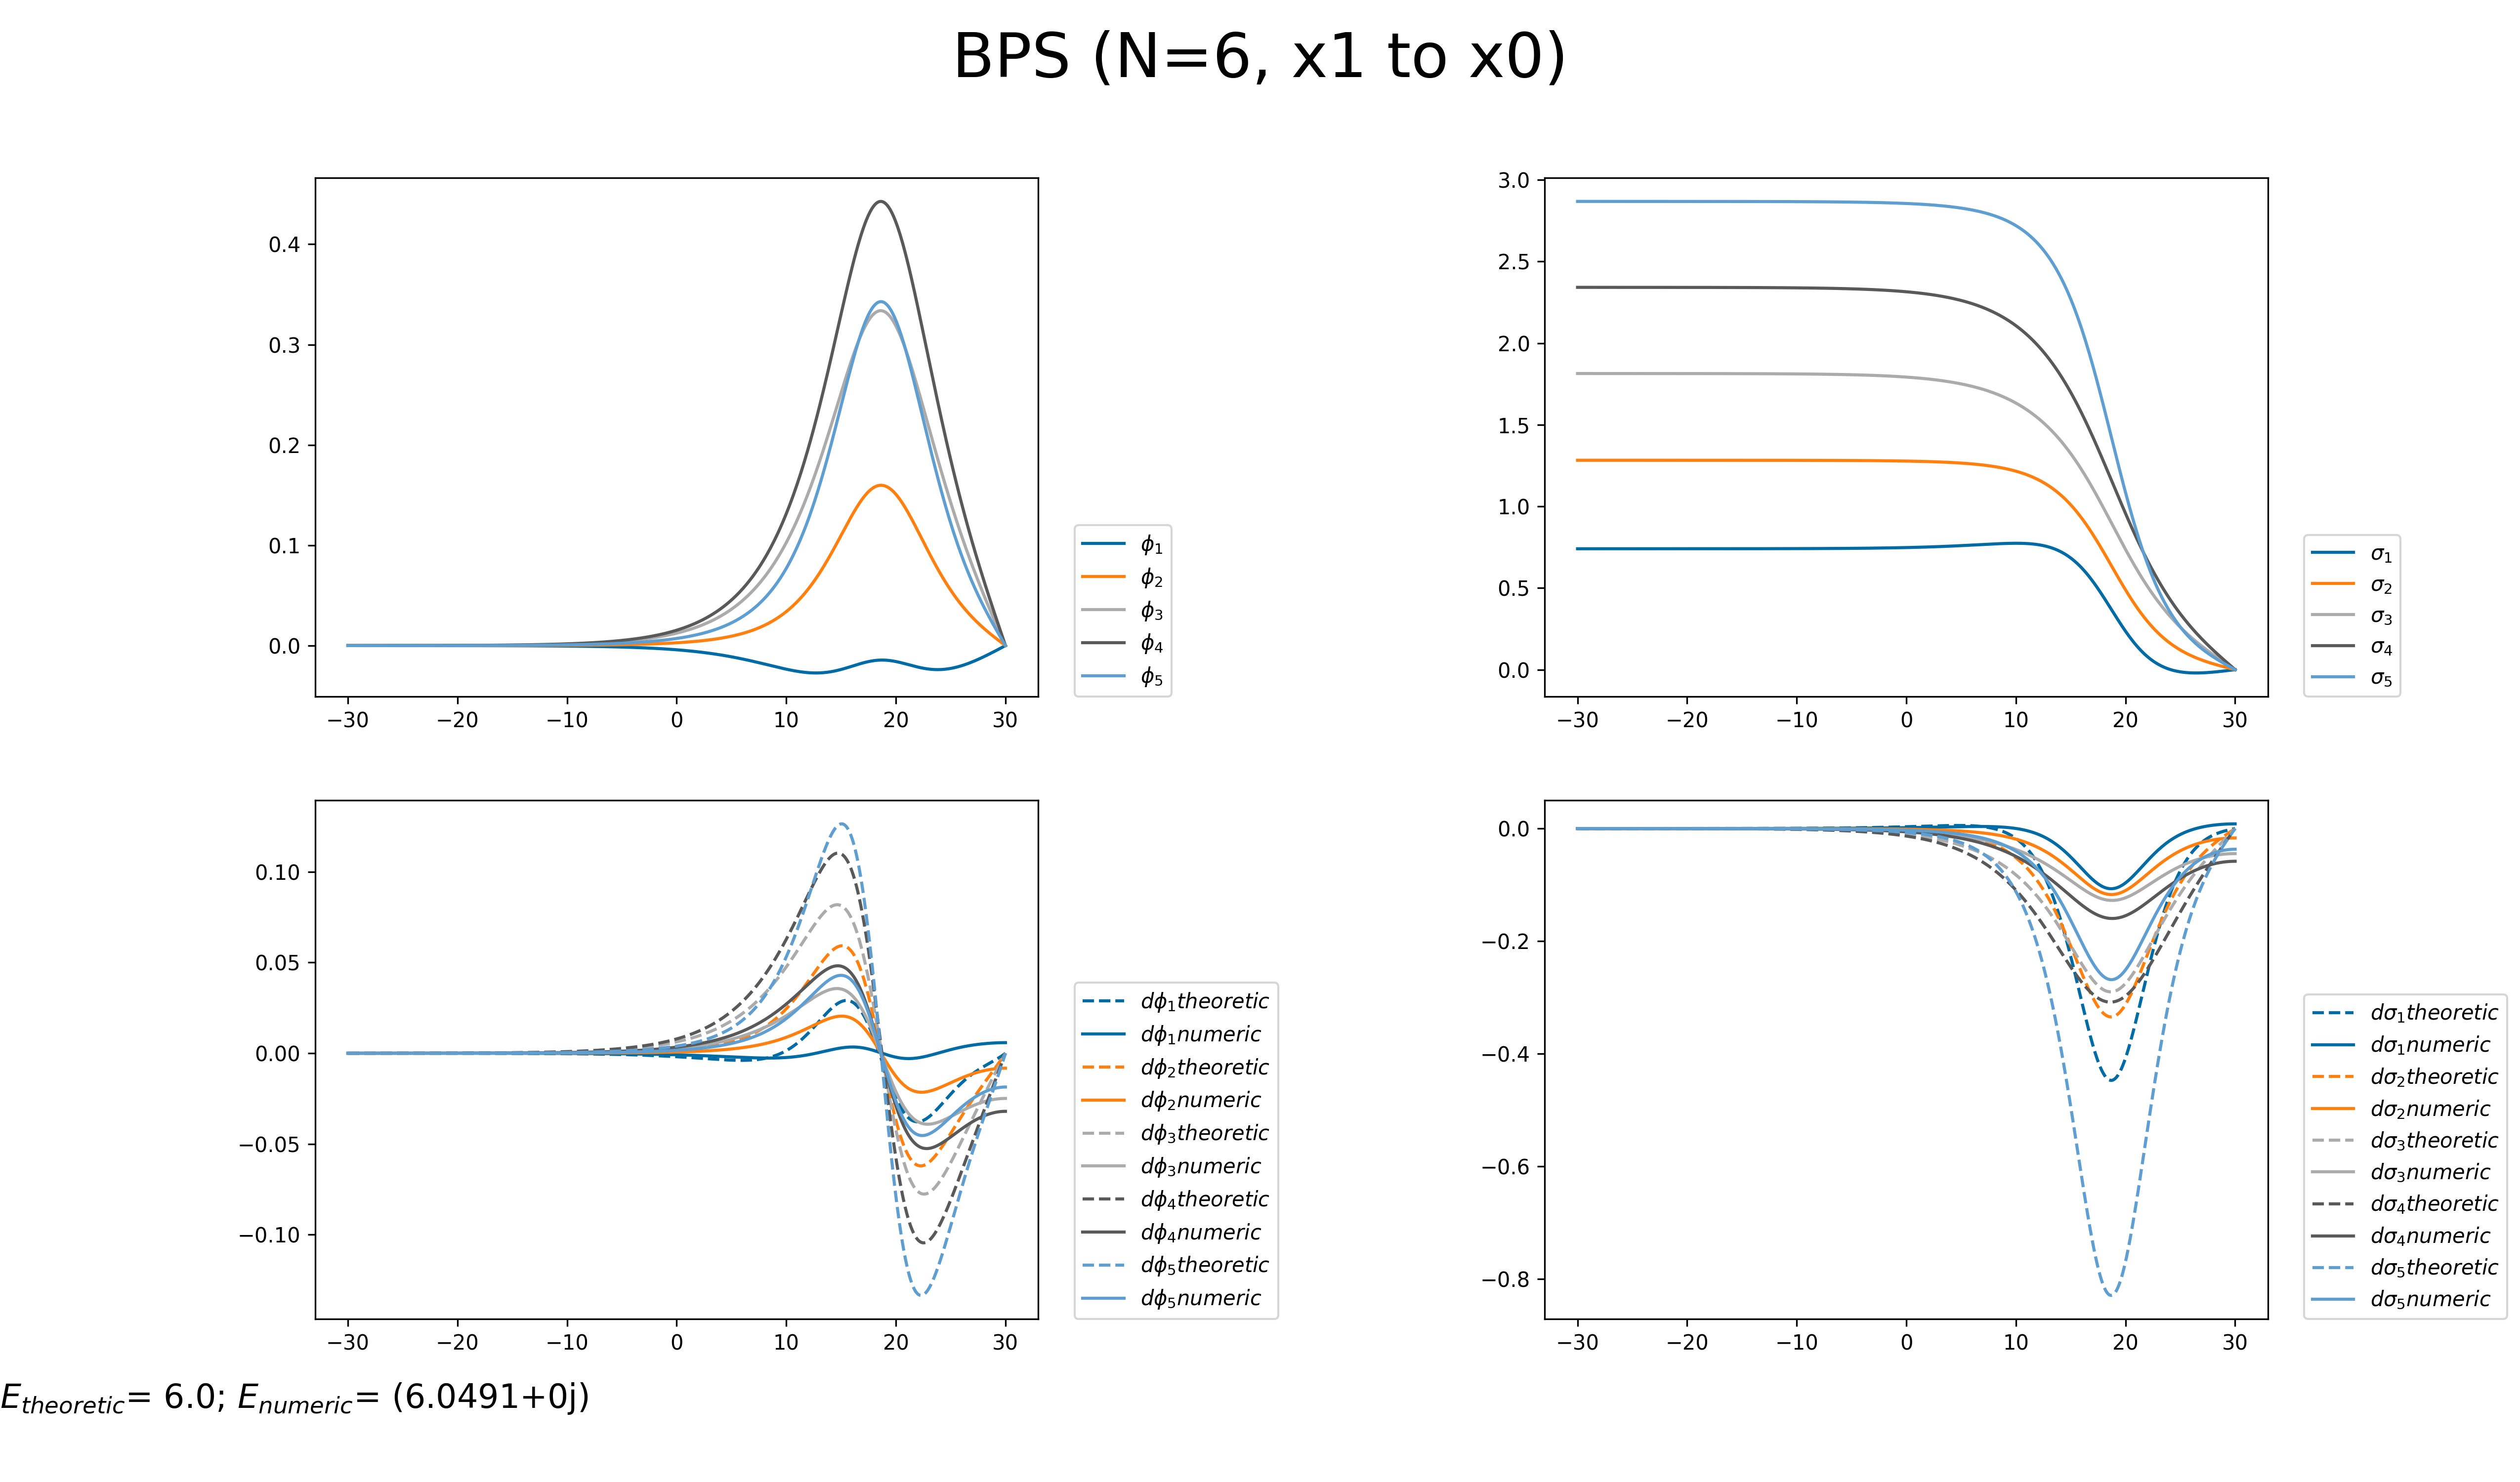 BPS (N=6, x1 to x0)
0.4
0.3
0.2
0.1
0.0
−30 −20 −10 0 10 20 30
ϕ1
ϕ2
ϕ3
ϕ4
ϕ5
3.0
2.5
2.0
1.5
1.0
0.5
0.0
−30 −20 −10 0 10 20 30
σ1
σ2
σ3
σ4
σ5
0.10
0.05
0.00
−0.05
−0.10
−30 −20 −10 0 10 20 30
dϕ1theoretic
dϕ1numeric
dϕ2theoretic
dϕ2numeric
dϕ3theoretic
dϕ3numeric
dϕ4theoretic
dϕ4numeric
dϕ5theoretic
dϕ5numeric
0.0
−0.2
−0.4
−0.6
−0.8
−30 −20 −10 0 10 20 30
dσ1theoretic
dσ1numeric
dσ2theoretic
dσ2numeric
dσ3theoretic
dσ3numeric
dσ4theoretic
dσ4numeric
dσ5theoretic
dσ5numeric
Etheoretic= 6.0; Enumeric= (6.0491+0j)